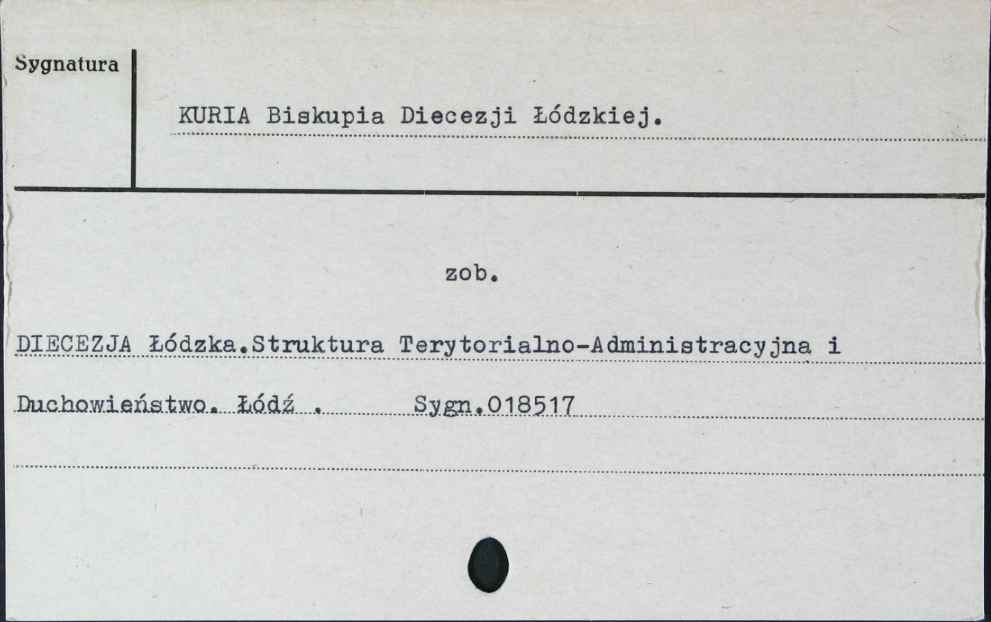 Sygnatura
KURIA Biskupia Diecezji Łódzkiej.
zob.
DIECEZJA Łódzka.Struktura Terytorialno-Administracyjna i
Duchowieństwo. Łódź . Sygn.018517